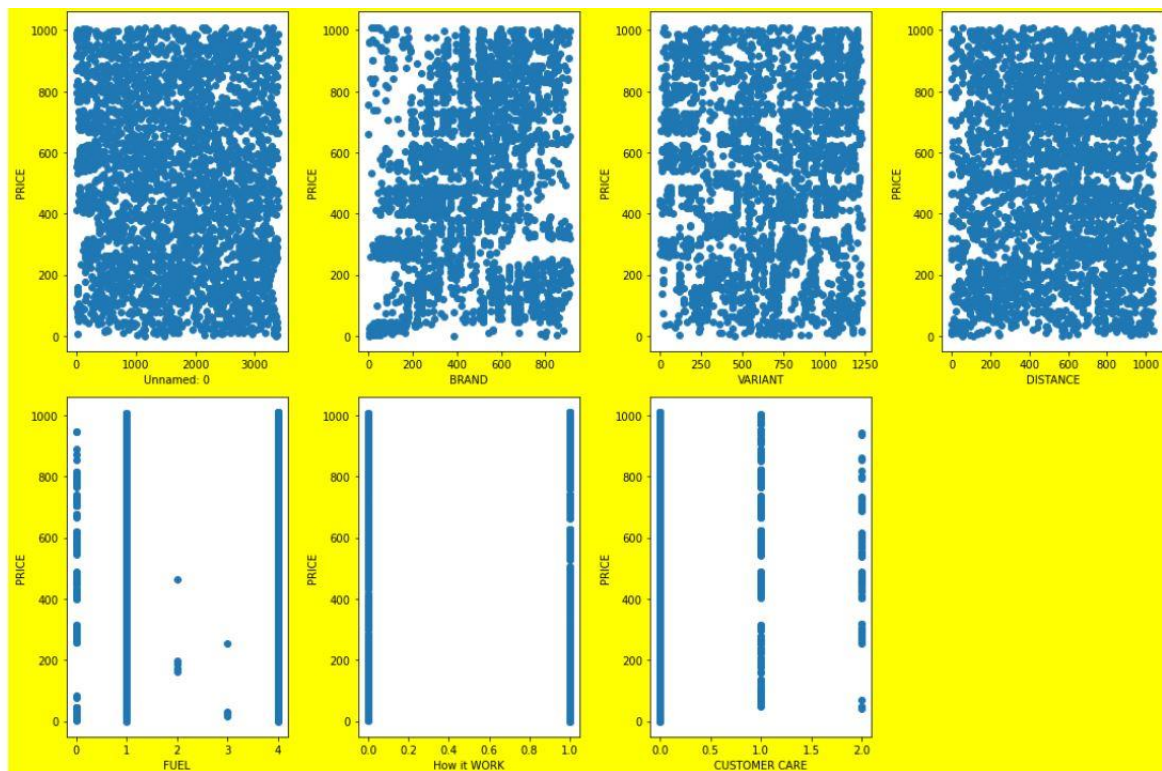 PRICE
1000
800
600
400
200
0
0 1000 2000 3000
Unnamed: 0
PRICE
1000
800
600
400
200
0
0 200 400 600 800
BRAND
PRICE
1000
800
600
400
200
0
0 250 500 750 1000 1250
VARIANT
PRICE
1000
800
600
400
200
0
0 200 400 600 800 1000
DISTANCE
PRICE
1000
800
600
400
200
0
0 1 2 3 4
FUEL
PRICE
1000
800
600
400
200
0
0.0 0.2 0.4 0.6 0.8 1.0
How it WORK
PRICE
1000
800
600
400
200
0
0.0 0.5 1.0 1.5 2.0
CUSTOMER CARE